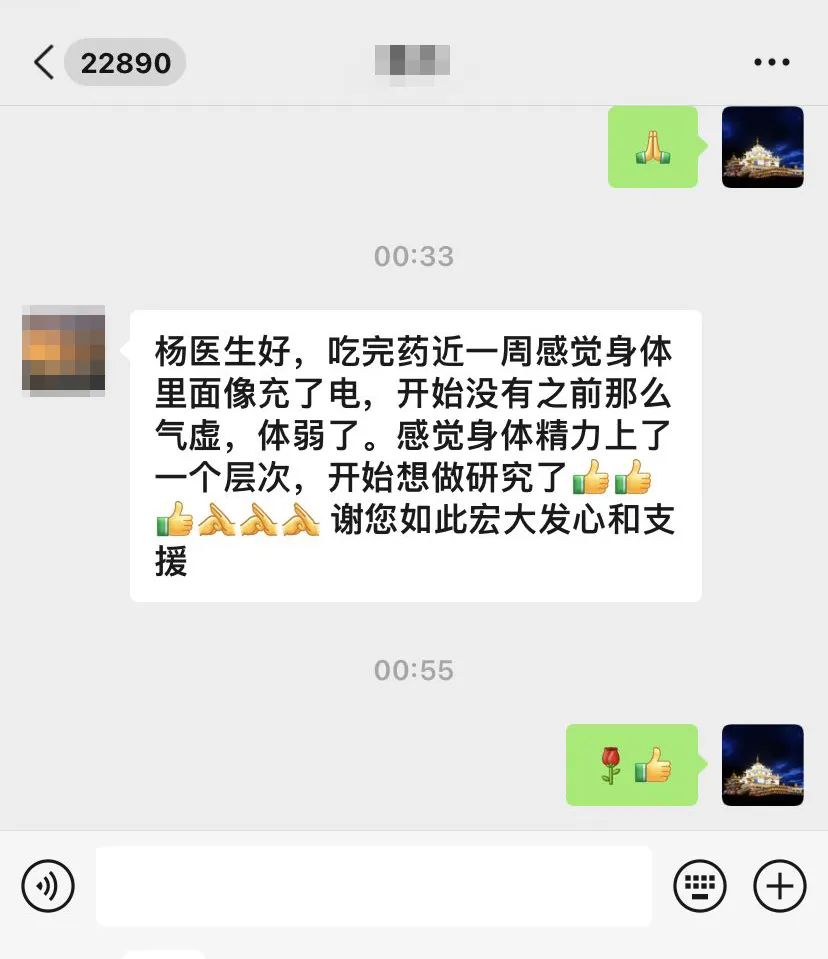 22890
00:33
杨医生好，吃完药近一周感觉身体
里面像充了电，开始没有之前那么
气虚，体弱了。感觉身体精力上了
一个层次，开始想做研究了👍👍
👍🫴🫴🫴 谢您如此宏大发心和支
援
00:55